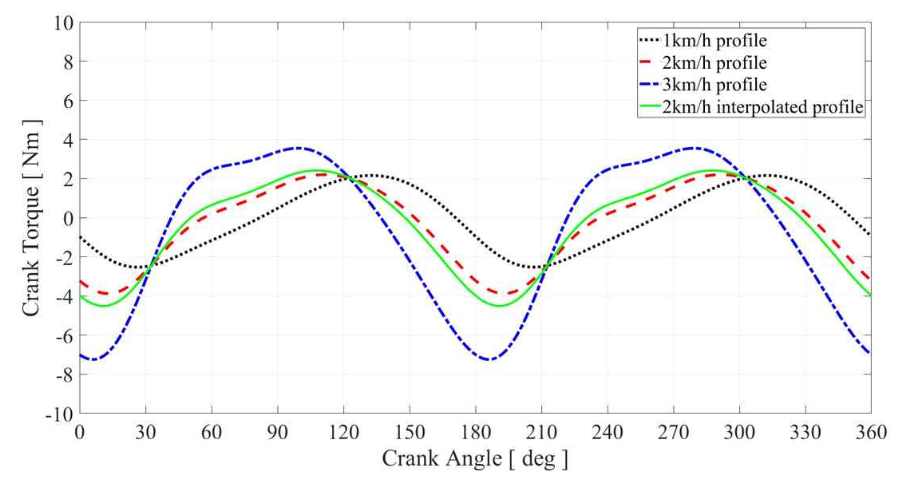 10
8
6
4
2
0
-2
-4
-6
-8
-10
Crank Torque [ Nm ]
1km/h profile
2km/h profile
3km/h profile
2km/h interpolated profile
0 30 60 90 120 150 180 210 240 270 300 330 360
Crank Angle [ deg ]